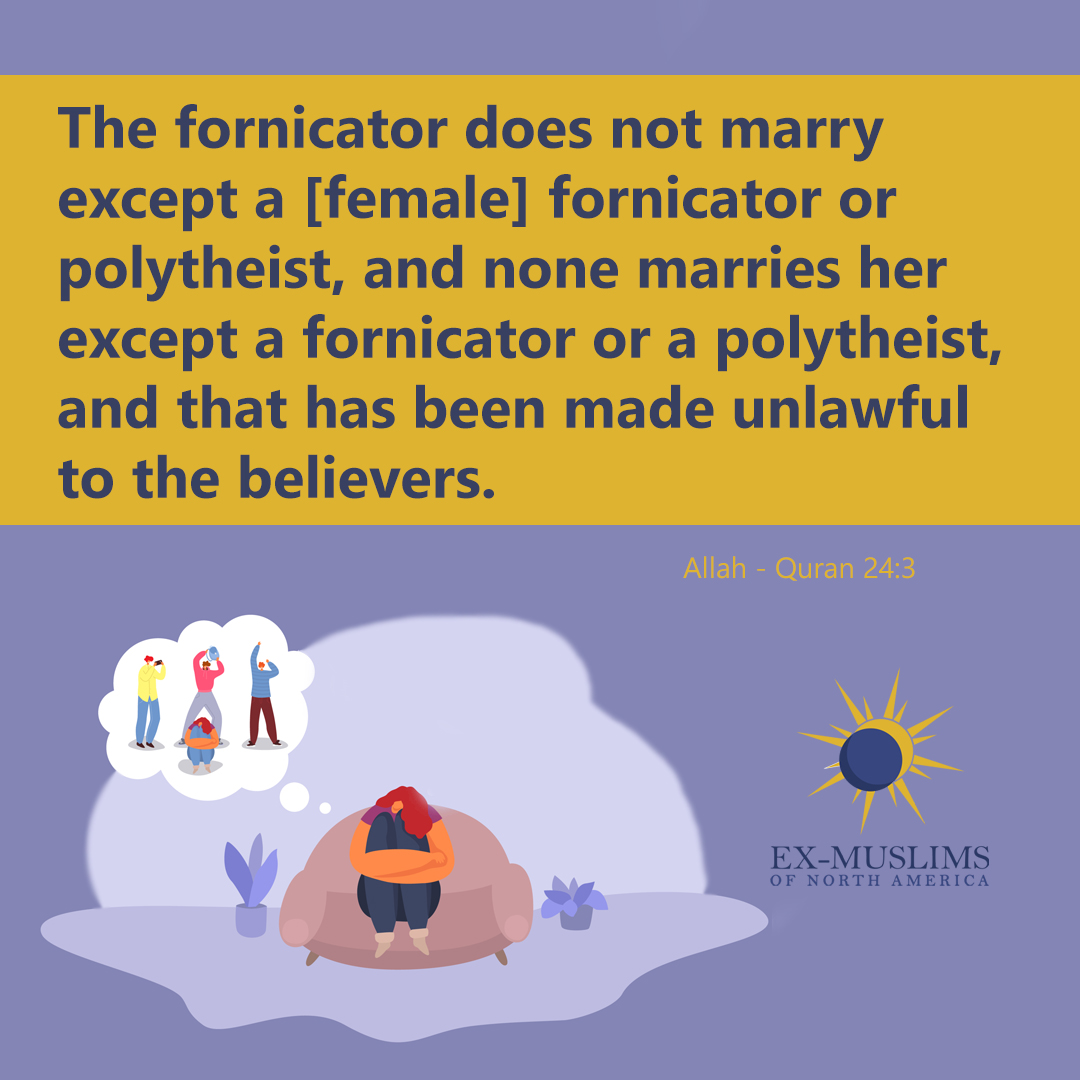 The fornicator does not marry
except a [female] fornicator or
polytheist, and none marries her
except a fornicator or a polytheist,
and that has been made unlawful
to the believers.
Allah - Quran 24:3
EX-MUSLIMS
OF NORTH AMERICA